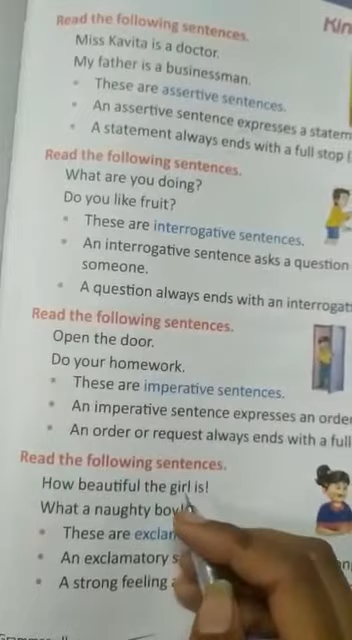 Kin
Read the following sentences.
Miss Kavita is a doctor.
My father is a businessman.
• These are assertive sentences.
• An assertive sentence expresses a statem
• A statement always ends with a full stop (
Read the following sentences.
What are you doing?
Do you like fruit?
• These are interrogative sentences.
• An interrogative sentence asks a question
someone.
• A question always ends with an interrogat
Read the following sentences.
Open the door.
Do your homework.
• These are imperative sentences.
• An imperative sentence expresses an orde
• An order or request always ends with a full
Read the following sentences.
How beautiful the girl is!
What a naughty boy
• These are exclam
• An exclamatory s
• A strong feeling